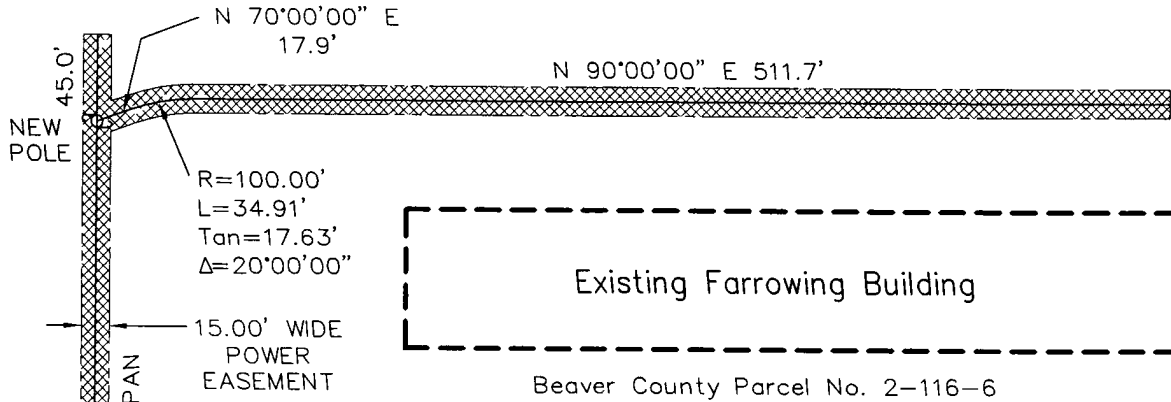 N 70°00'00" E
17.9'
45.0'
N 90°00'00" E 511.7'
NEW
POLE
R=100.00'
L=34.91'
Tan=17.63'
Δ=20°00'00"
Existing Farrowing Building
15.00' WIDE
POWER
EASEMENT
PAN
Beaver County Parcel No. 2-116-6